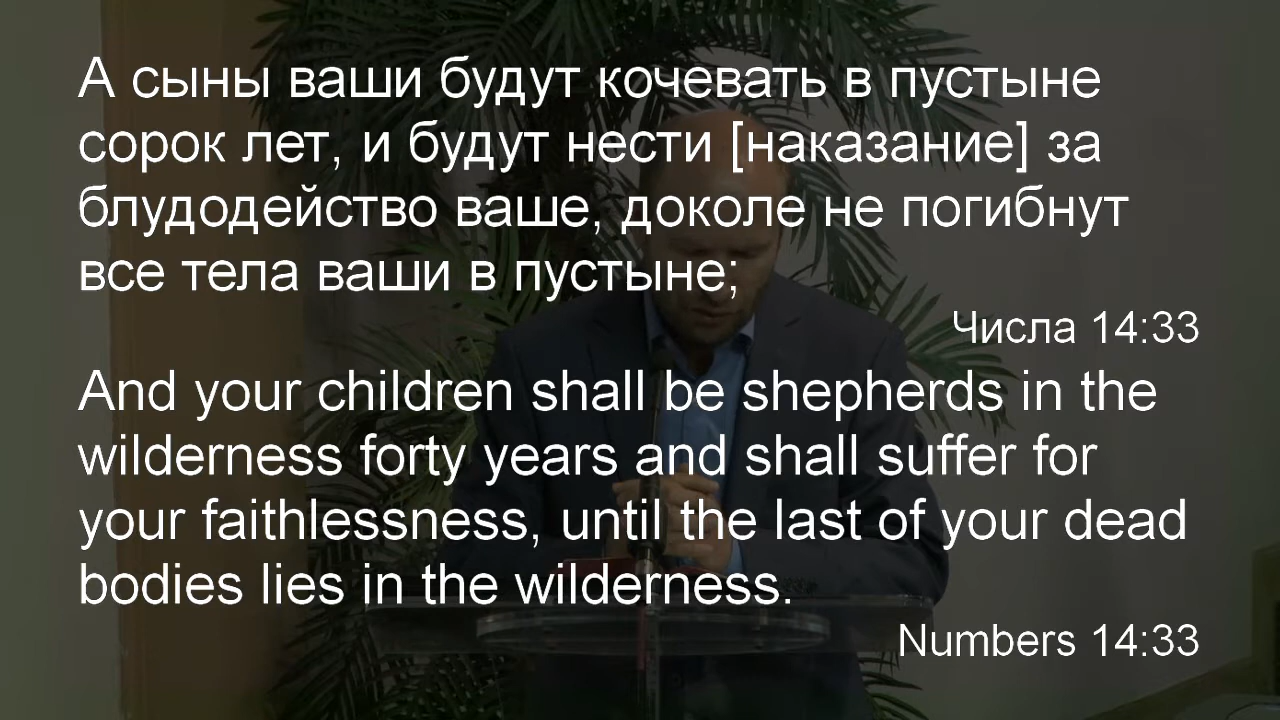 А сыны ваши будут кочевать в пустыне
сорок лет, и будут нести [наказание] за
блудодейство ваше, доколе не погибнут
все тела ваши в пустыне;
Числа 14:33
And your children shall be shepherds in the
wilderness forty years and shall suffer for
your faithlessness, until the last of your dead
bodies lies in the wilderness.
Numbers 14:33